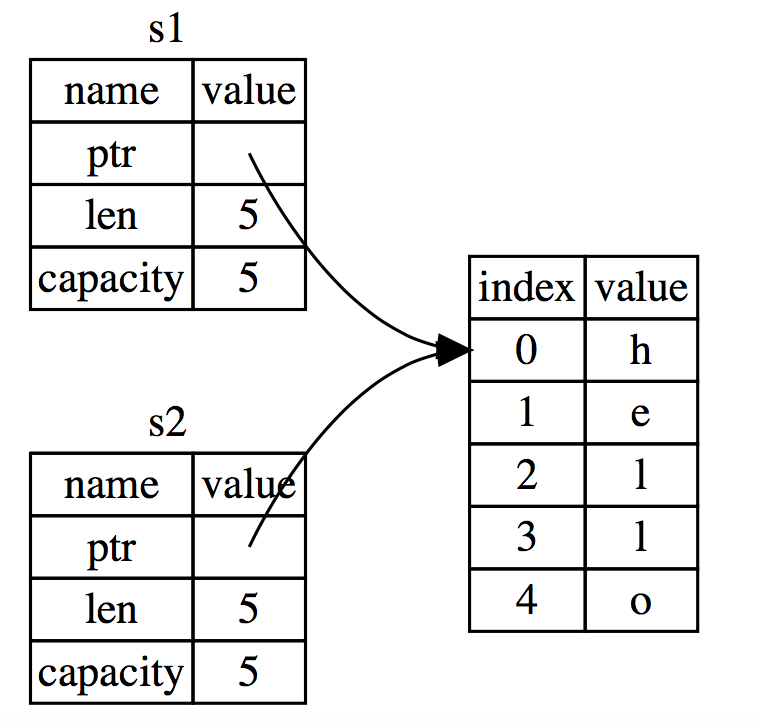 s1
name value
ptr
len 5
capacity 5
s2
name value
ptr
len 5
capacity 5
index value
0 h
1 e
2 l
3 l
4 o